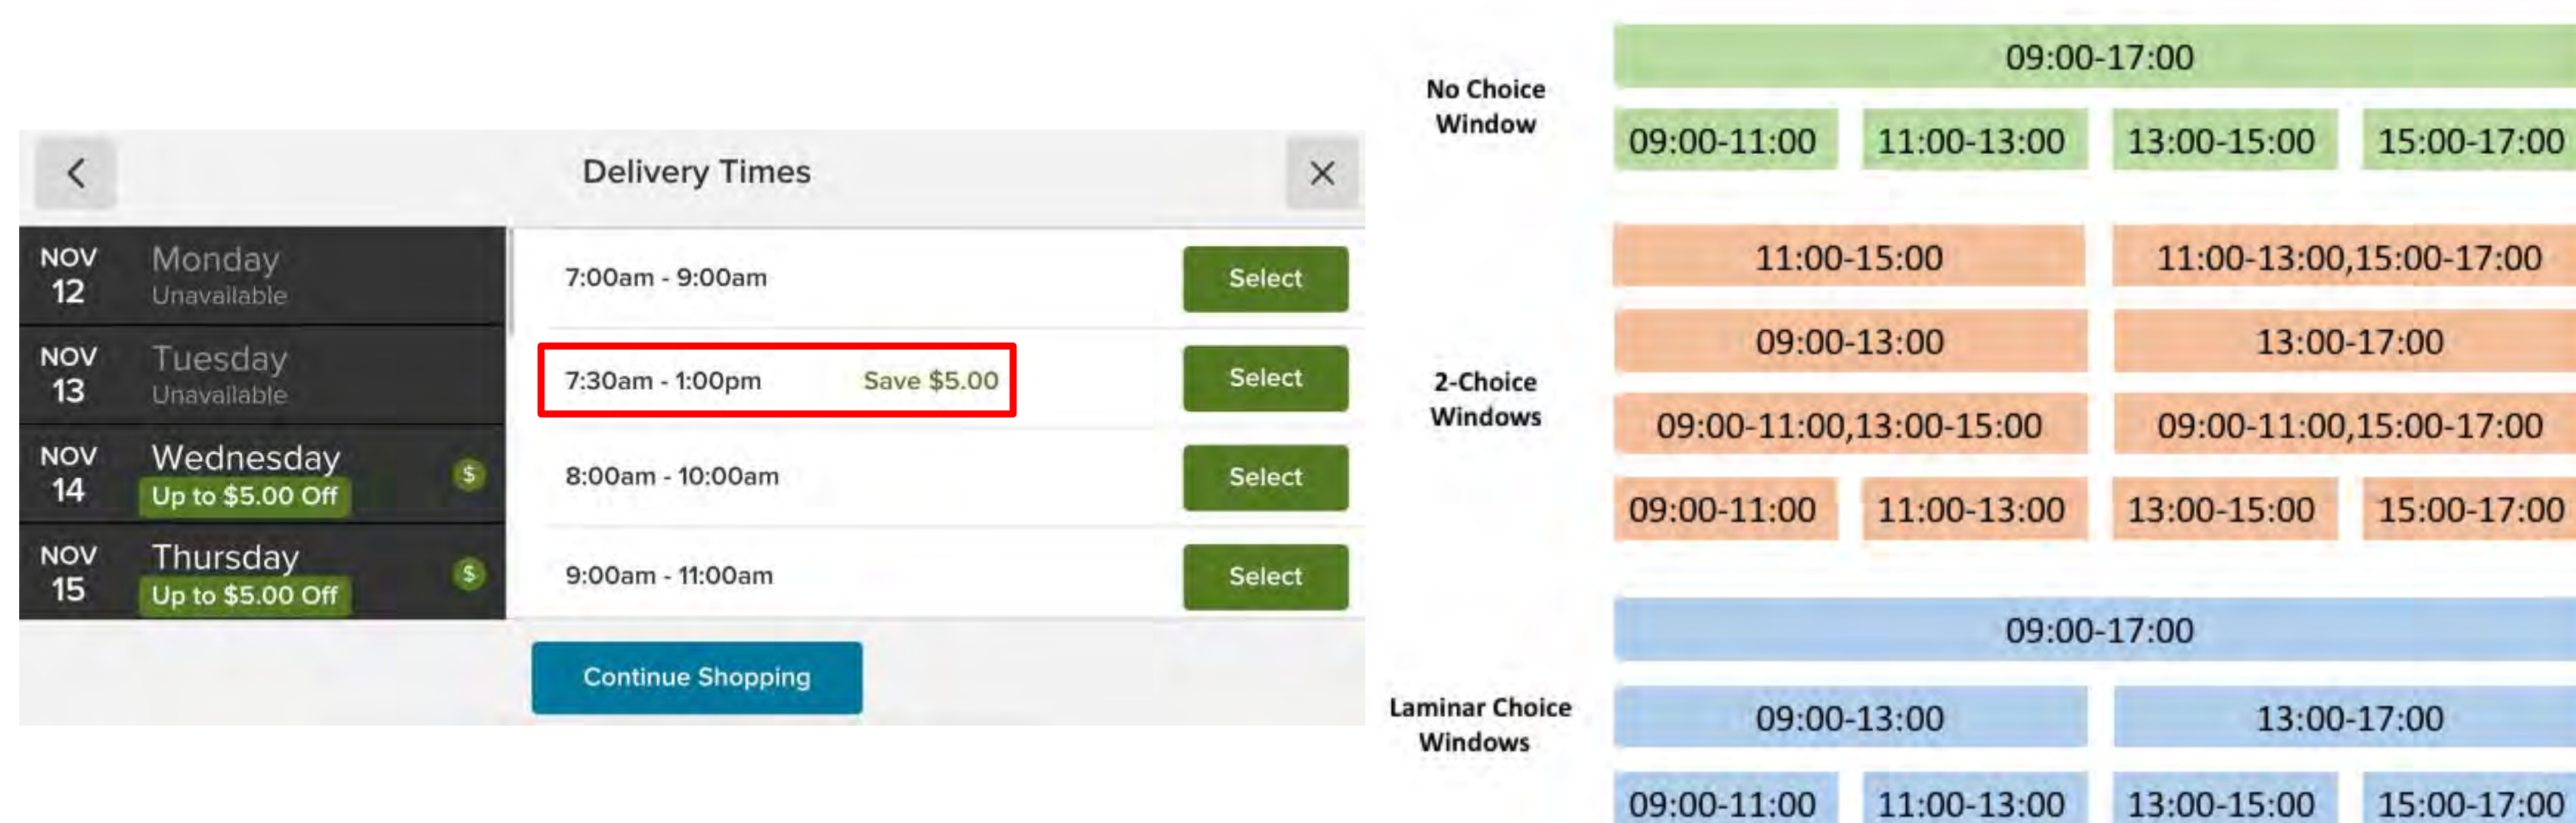 Delivery Times
NOV 12
Monday
Unavailable
NOV 13
Tuesday
Unavailable
NOV 14
Wednesday
Up to $5.00 Off
$
NOV 15
Thursday
Up to $5.00 Off
$
7:00am - 9:00am
Select
7:30am - 1:00pm
Save $5.00
Select
8:00am - 10:00am
Select
9:00am - 11:00am
Select
Continue Shopping
No Choice
Window
09:00-17:00
09:00-11:00
11:00-13:00
13:00-15:00
15:00-17:00
2-Choice
Windows
11:00-15:00
11:00-13:00,15:00-17:00
09:00-13:00
13:00-17:00
09:00-11:00,13:00-15:00
09:00-11:00,15:00-17:00
09:00-11:00
11:00-13:00
13:00-15:00
15:00-17:00
Laminar Choice
Windows
09:00-17:00
09:00-13:00
13:00-17:00
09:00-11:00
11:00-13:00
13:00-15:00
15:00-17:00